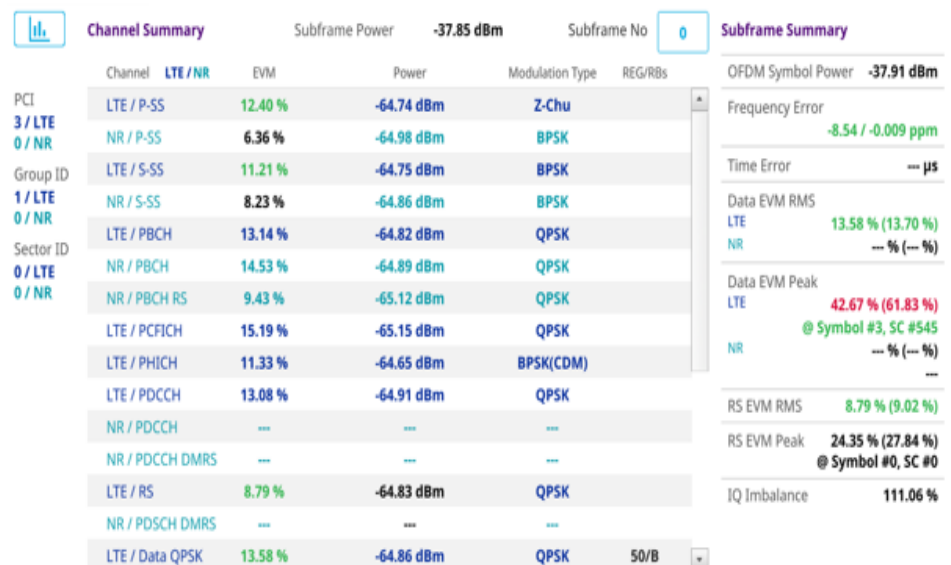 Channel Summary Subframe Power -37.85 dBm Subframe No 0
Channel LTE / NR EVM Power Modulation Type REG/RBs
PCI
3 / LTE
0 / NR
Group ID
1 / LTE
0 / NR
Sector ID
0 / LTE
0 / NR
LTE / P-SS 12.40 % -64.74 dBm Z-Chu
NR / P-SS 6.36 % -64.98 dBm BPSK
LTE / S-SS 11.21 % -64.75 dBm BPSK
NR / S-SS 8.23 % -64.86 dBm BPSK
LTE / PBCH 13.14 % -64.82 dBm QPSK
NR / PBCH 14.53 % -64.89 dBm QPSK
NR / PBCH RS 9.43 % -65.12 dBm QPSK
LTE / PCFICH 15.19 % -65.15 dBm QPSK
LTE / PHICH 11.33 % -64.65 dBm BPSK(CDM)
LTE / PDCCH 13.08 % -64.91 dBm QPSK
NR / PDCCH --- --- ---
NR / PDCCH DMRS --- --- ---
LTE / RS 8.79 % -64.83 dBm QPSK
NR / PDSCH DMRS --- --- ---
LTE / Data QPSK 13.58 % -64.86 dBm QPSK 50/B
Subframe Summary
OFDM Symbol Power -37.91 dBm
Frequency Error
-8.54 / -0.009 ppm
Time Error --- µs
Data EVM RMS
LTE 13.58 % (13.70 %)
NR --- % (--- %)
Data EVM Peak
LTE 42.67 % (61.83 %)
@ Symbol #3, SC #545
NR --- % (--- %)
---
RS EVM RMS 8.79 % (9.02 %)
RS EVM Peak 24.35 % (27.84 %)
@ Symbol #0, SC #0
IQ Imbalance 111.06 %